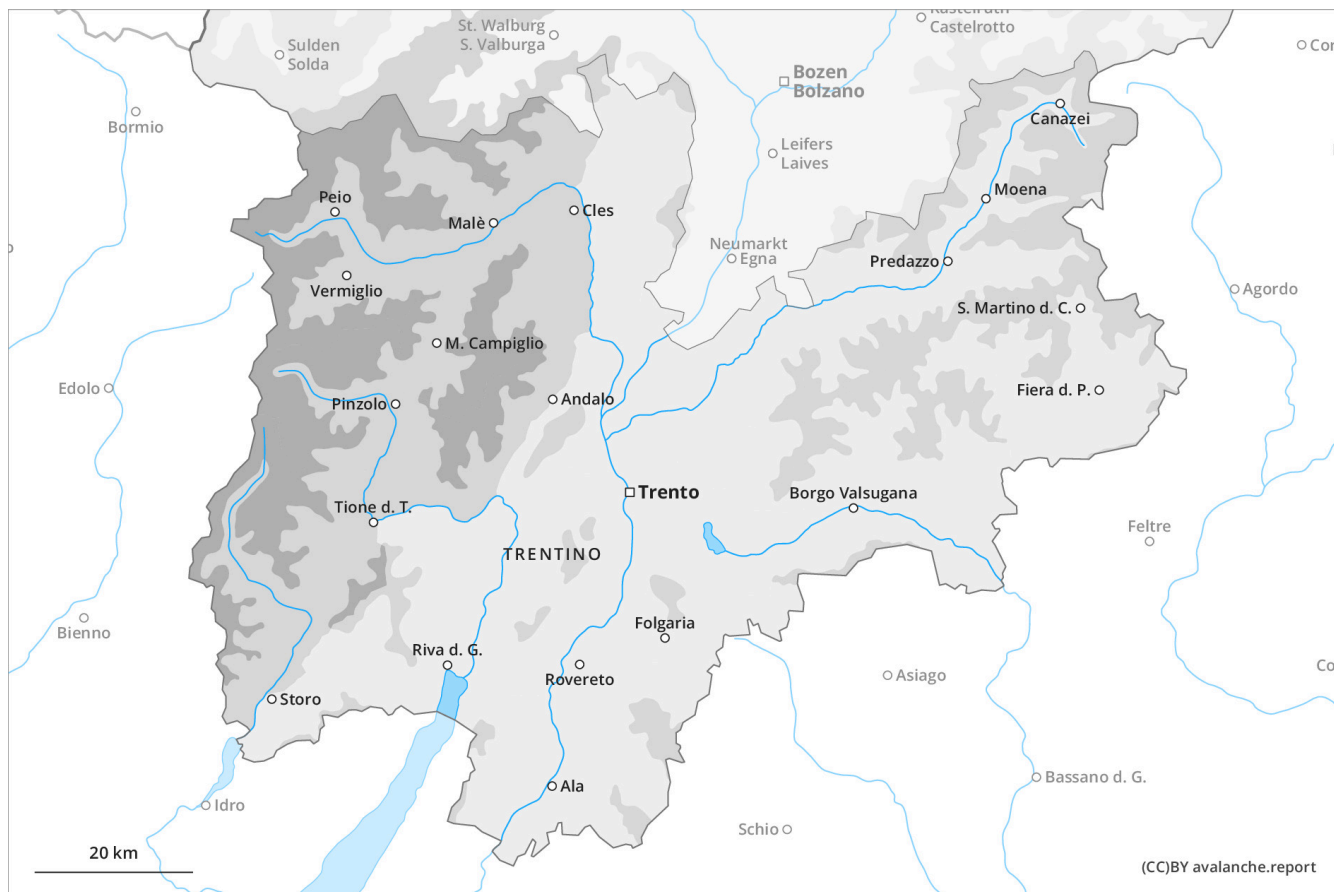 Kastelruth
Castelrotto
St. Walburg
S. Valburga
Sulden
Solda
Bozen
Bolzano
Bormio
Canazei
Leifers
Laives
Moena
Peio
Malè
Cles
Neumarkt
Egna
Predazzo
Vermiglio
Agordo
S. Martino d. C.
M. Campiglio
Edolo
Pinzolo
Andalo
Fiera d. P.
Trento
Borgo Valsugana
Tione d. T.
Feltre
TRENTINO
Bienno
Folgaria
Riva d. G.
Rovereto
Asiago
Storo
Ala
Bassano d. G.
Idro
Schio
20 km
(CC)BY avalanche.report